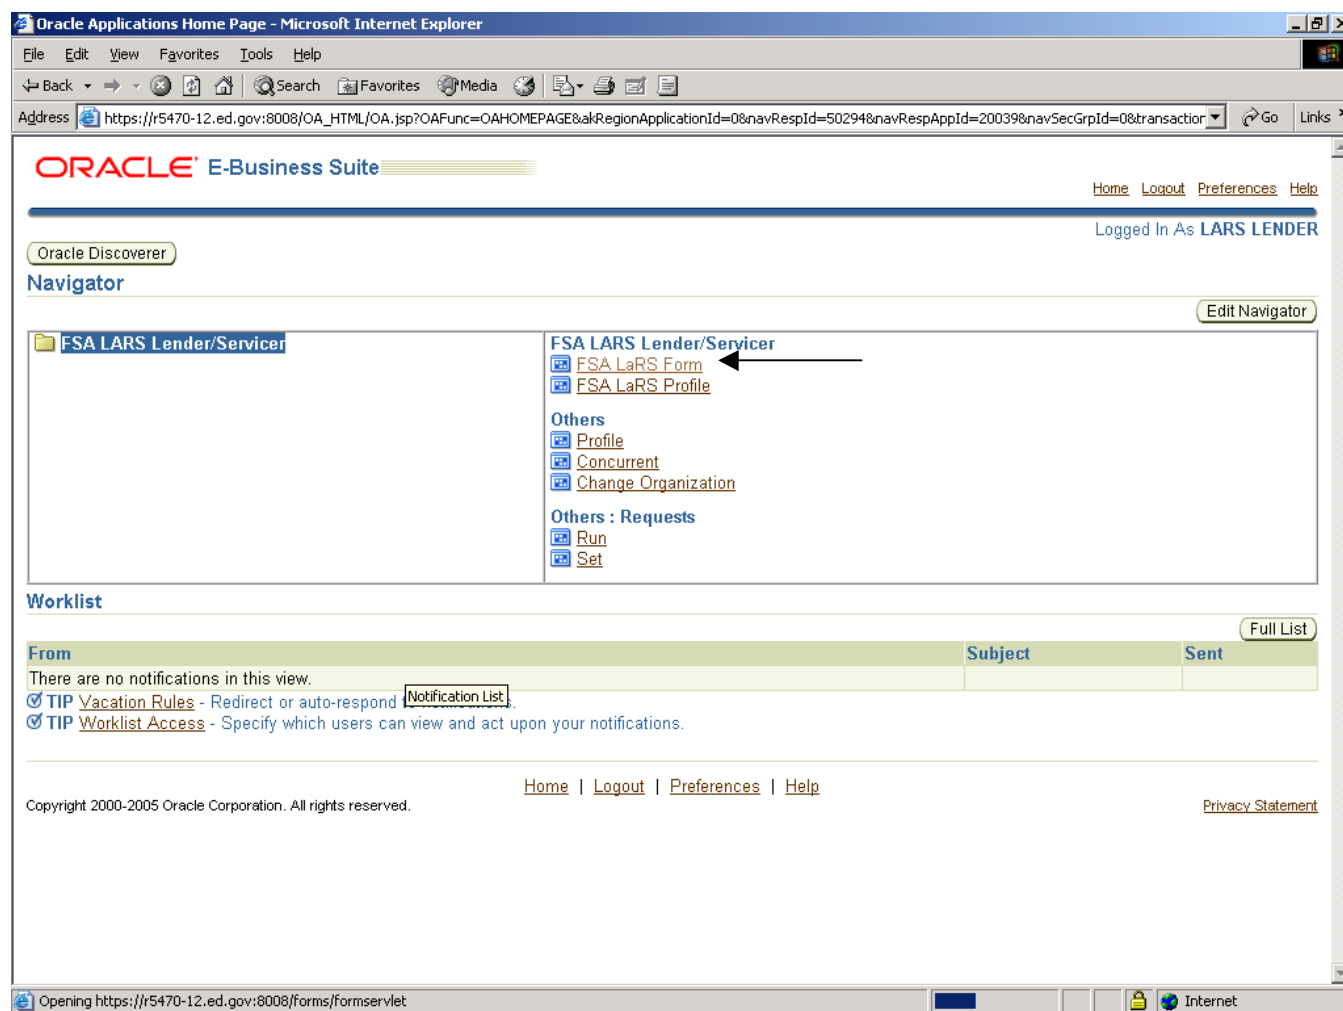 Oracle Applications Home Page - Microsoft Internet Explorer
File Edit View Favorites Tools Help
Back Search Favorites Media
Address https://r5470-12.ed.gov:8008/OA_HTML/OA.jsp?OAFunc=OAHOMEPAGE&akRegionApplicationId=0&navRespId=50294&navRespAppId=20039&navSecGrpId=0&transaction Go Links
ORACLE E-Business Suite
Home Logout Preferences Help
Logged In As LARS LENDER
Oracle Discoverer
Navigator
Edit Navigator
FSA LARS Lender/Servicer
FSA LARS Lender/Servicer
FSA LaRS Form
FSA LaRS Profile
Others
Profile
Concurrent
Change Organization
Others : Requests
Run
Set
Worklist
Full List
From Subject Sent
There are no notifications in this view.
Notification List
TIP Vacation Rules - Redirect or auto-respond
TIP Worklist Access - Specify which users can view and act upon your notifications.
Home | Logout | Preferences | Help
Copyright 2000-2005 Oracle Corporation. All rights reserved.
Privacy Statement
Opening https://r5470-12.ed.gov:8008/forms/formservlet Internet